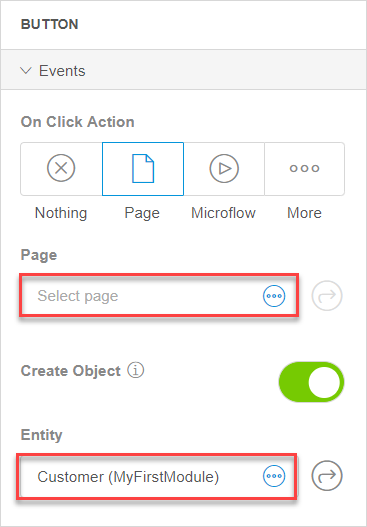 BUTTON
Events
On Click Action
Nothing Page Microflow More
Page
Select page
Create Object
Entity
Customer (MyFirstModule)